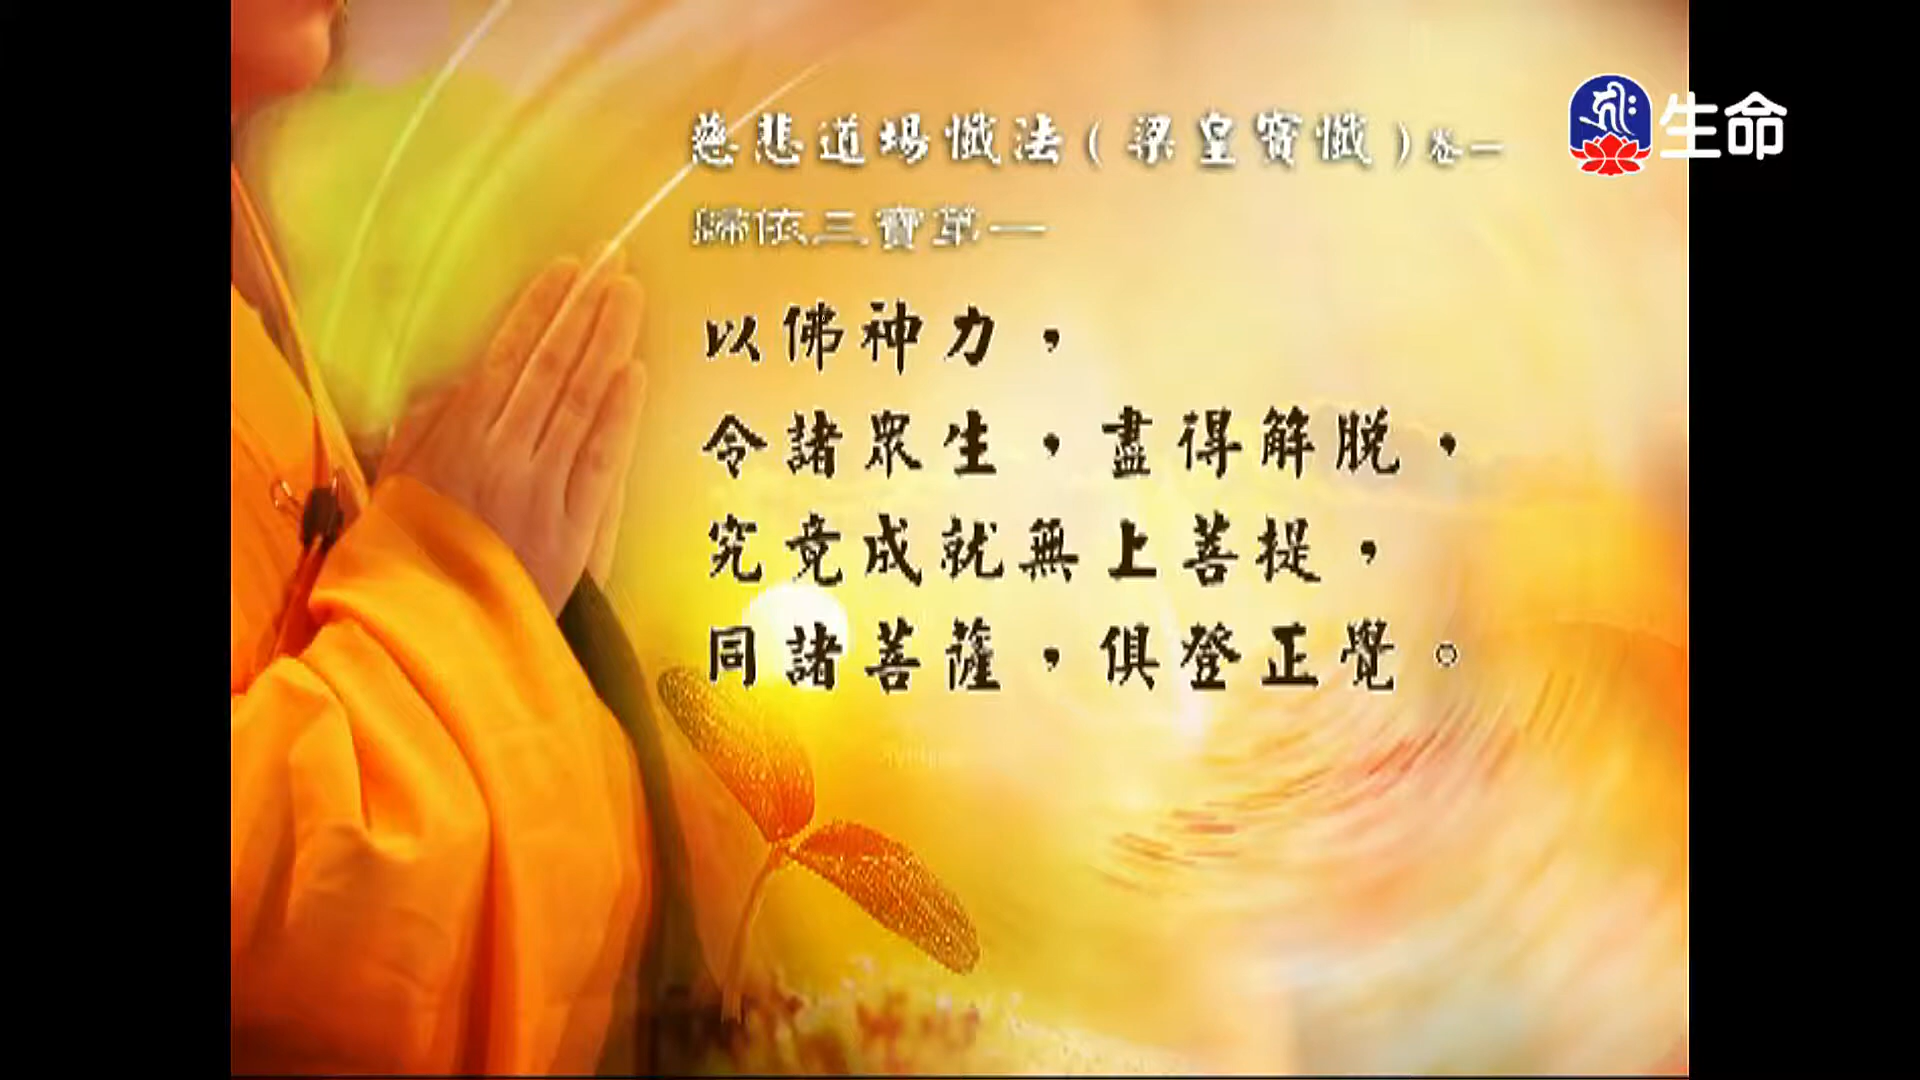 慈悲道場懺法(梁皇寶懺)卷一
生命
歸依三寶第一
以佛神力，
令諸眾生，盡得解脫，
究竟成就無上菩提，
同諸菩薩，俱登正覺。